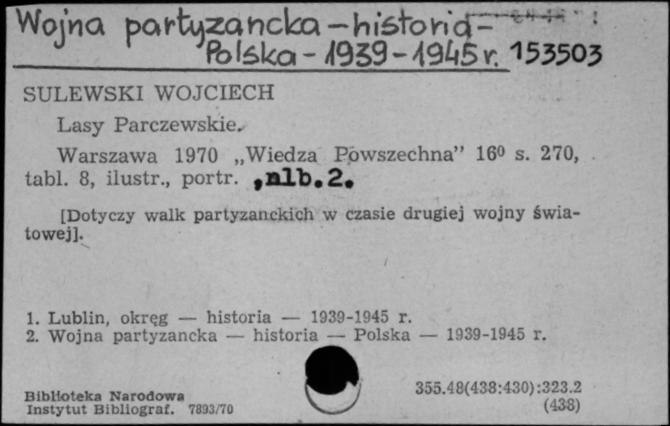 Wojna partyzancka – historia –
Polska – 1939 – 1945 r. 153503
SULEWSKI WOJCIECH
Lasy Parczewskie.
Warszawa 1970 „Wiedza Powszechna” 16⁰ s. 270,
tabl. 8, ilustr., portr. , nlb. 2.
[Dotyczy walk partyzanckich w czasie drugiej wojny świa-
towej].
1. Lublin, okręg — historia — 1939-1945 r.
2. Wojna partyzancka — historia — Polska — 1939-1945 r.
355.48(438:430):323.2
(438)
Biblioteka Narodowa
Instytut Bibliograf. 7893/70